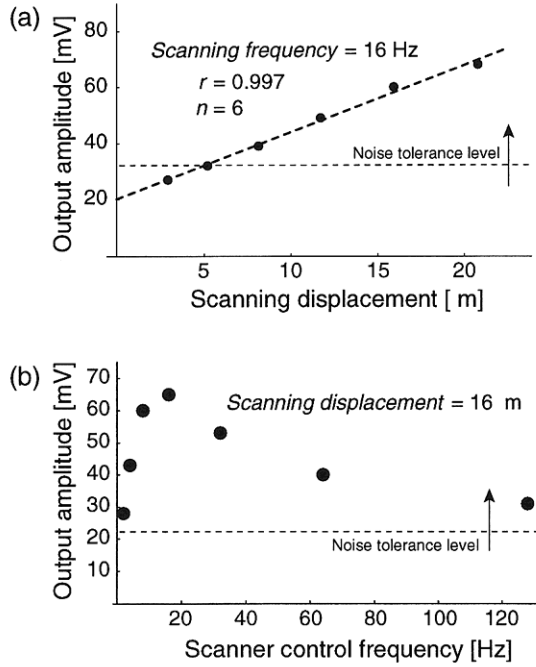 (a)
Output amplitude [mV]
80
60
40
20
Scanning frequency = 16 Hz
r = 0.997
n = 6
Noise tolerance level
5
10
15
20
Scanning displacement [ m]
(b)
Output amplitude [mV]
70
60
50
40
30
20
10
Scanning displacement = 16 m
Noise tolerance level
20
40
60
80
100
120
Scanner control frequency [Hz]